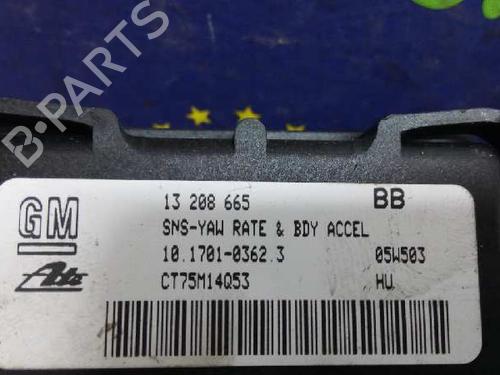 B-PARTS
GM
13 208 665 BB
SNS-YAW RATE & BDY ACCEL
10.1701-0362.3 05W503
Ate
CT75M14Q53 HU